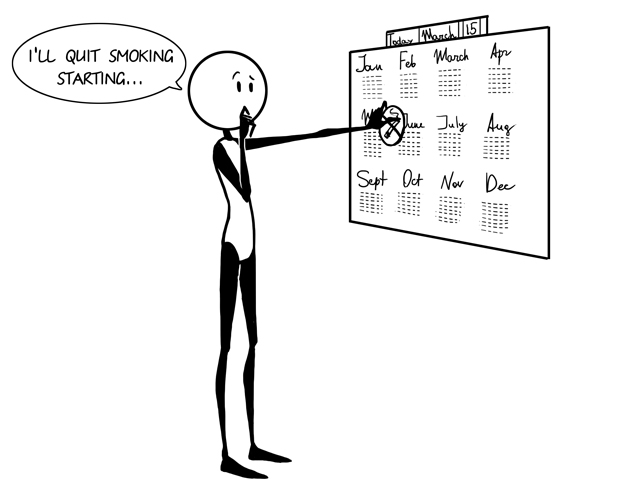 I'LL QUIT SMOKING
STARTING...
Today March 15
Jan Feb March Apr
June July Aug
Sept Oct Nov Dec